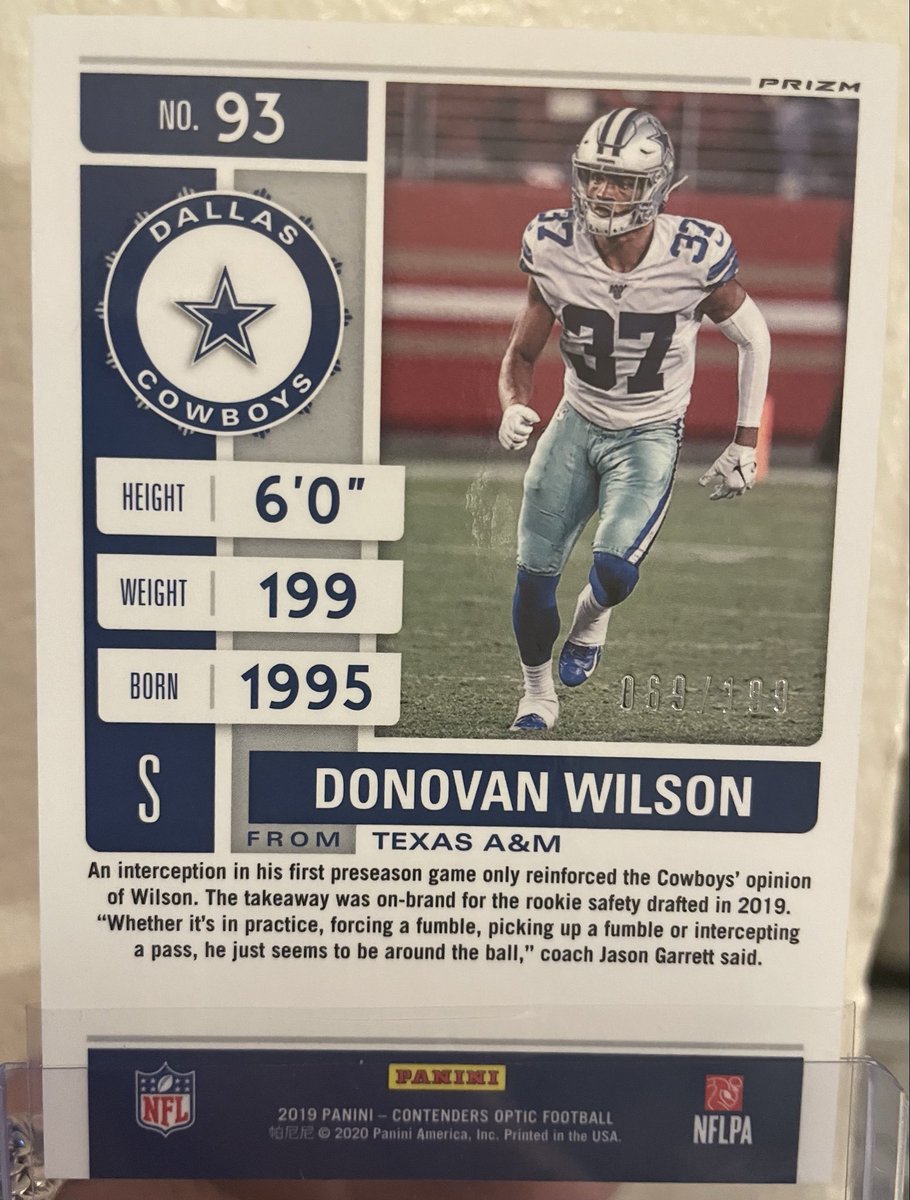 PRIZM
NO. 93
DALLAS
COWBOYS
37
37
37
HEIGHT 6'0"
WEIGHT 199
BORN 1995
069/199
S
DONOVAN WILSON
FROM TEXAS A&M
An interception in his first preseason game only reinforced the Cowboys' opinion
of Wilson. The takeaway was on-brand for the rookie safety drafted in 2019.
“Whether it's in practice, forcing a fumble, picking up a fumble or intercepting
a pass, he just seems to be around the ball,” coach Jason Garrett said.
PANINI
NFL
2019 PANINI – CONTENDERS OPTIC FOOTBALL
帕尼尼 © 2020 Panini America, Inc. Printed in the USA.
NFLPA